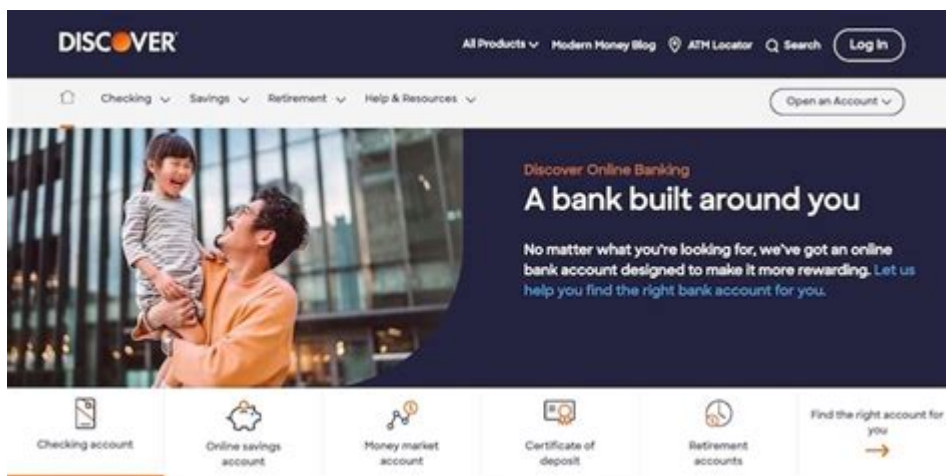 DISCOVER
All Products Modern Money Blog ATM Locator Search Log In
Checking Savings Retirement Help & Resources Open an Account
Discover Online Banking
A bank built around you
No matter what you're looking for, we've got an online
bank account designed to make it more rewarding. Let us
help you find the right bank account for you.
Checking account
Online savings
account
Money market
account
Certificate of
deposit
Retirement
accounts
Find the right account for
you